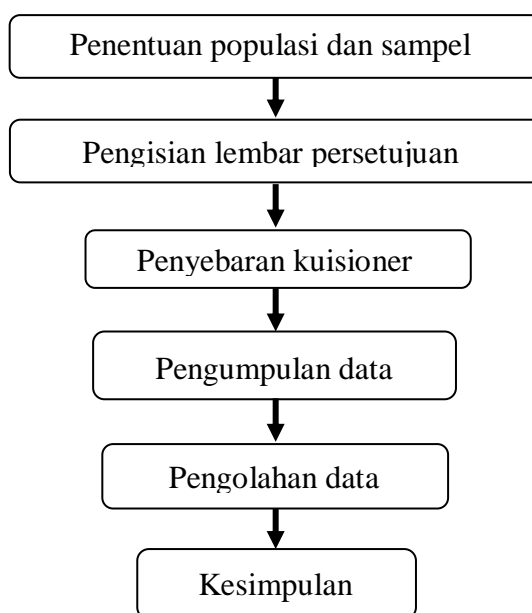 Penentuan populasi dan sampel
Pengisian lembar persetujuan
Penyebaran kuisioner
Pengumpulan data
Pengolahan data
Kesimpulan